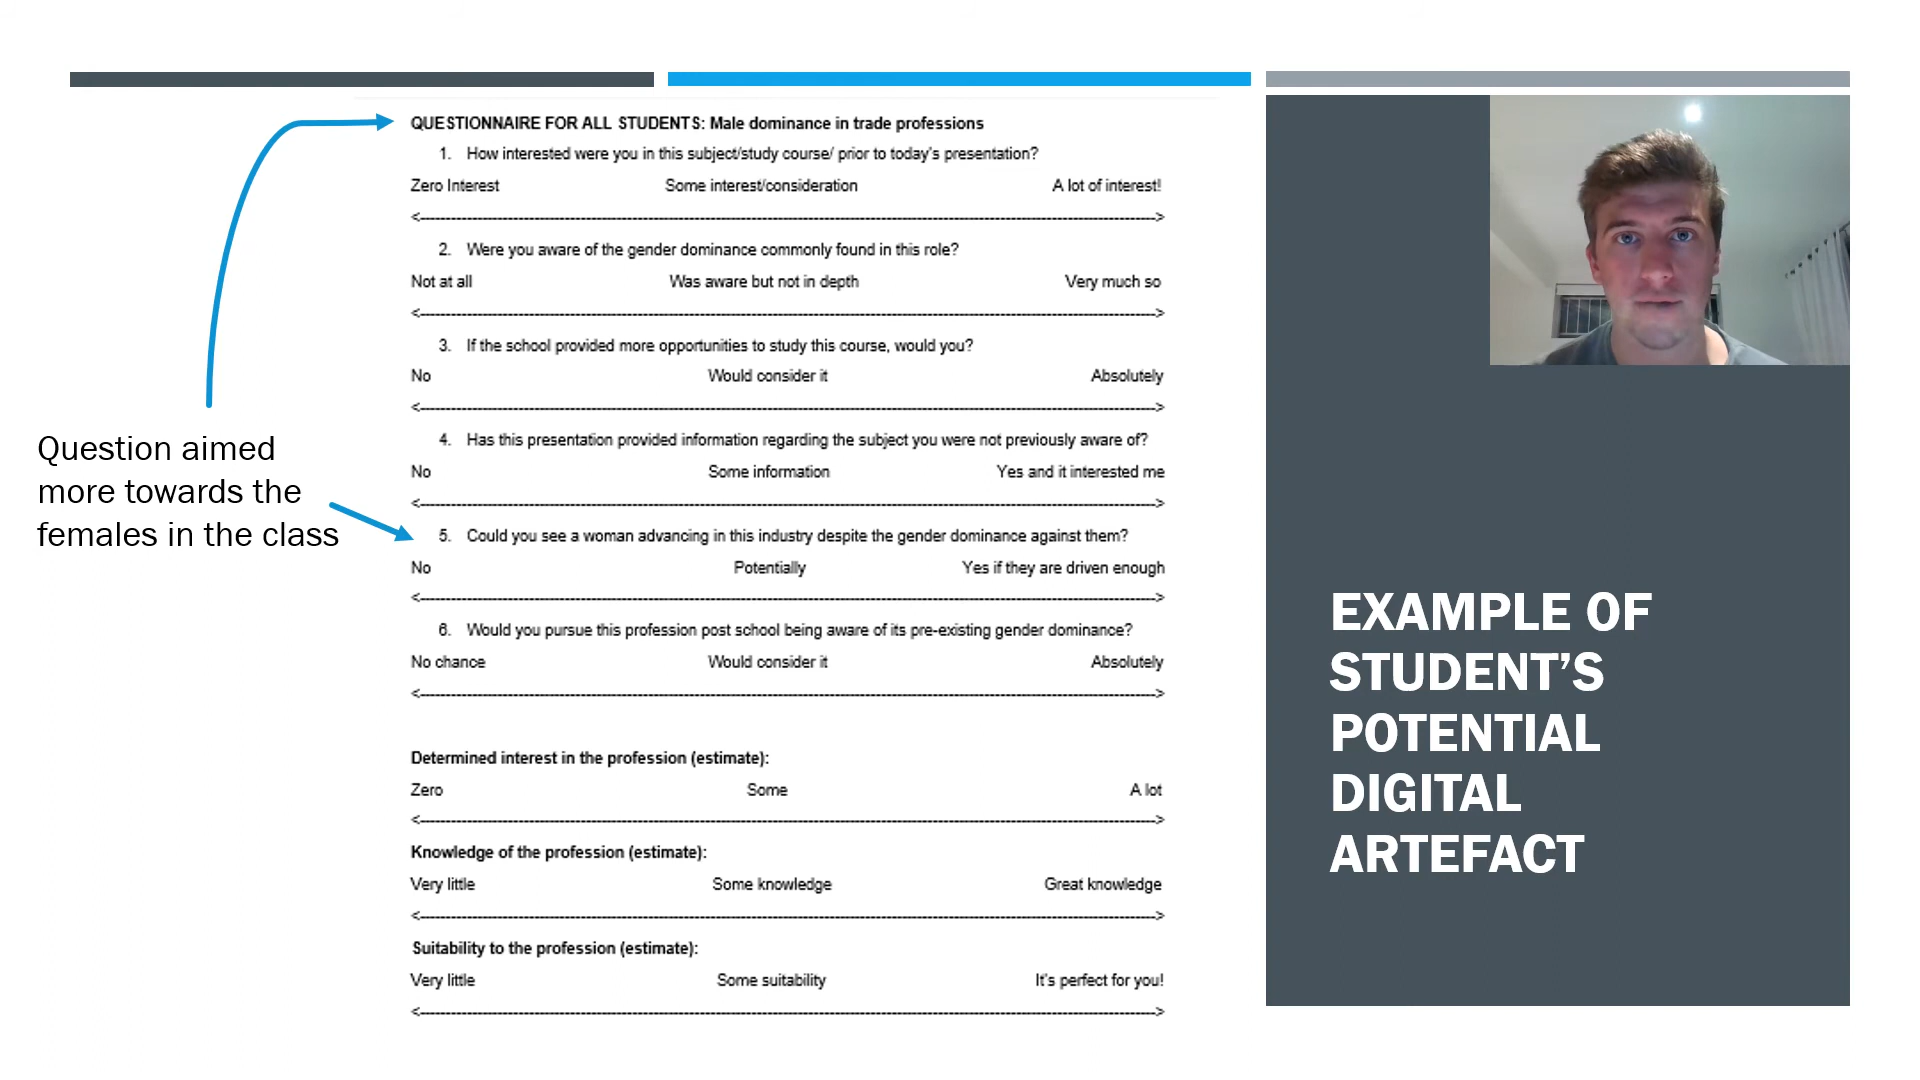 QUESTIONNAIRE FOR ALL STUDENTS: Male dominance in trade professions
1. How interested were you in this subject/study course/ prior to today's presentation?
Zero Interest Some interest/consideration A lot of interest!
2. Were you aware of the gender dominance commonly found in this role?
Not at all Was aware but not in depth Very much so
3. If the school provided more opportunities to study this course, would you?
No Would consider it Absolutely
4. Has this presentation provided information regarding the subject you were not previously aware of?
No Some information Yes and it interested me
5. Could you see a woman advancing in this industry despite the gender dominance against them?
No Potentially Yes if they are driven enough
6. Would you pursue this profession post school being aware of its pre-existing gender dominance?
No chance Would consider it Absolutely
Determined interest in the profession (estimate):
Zero Some A lot
Knowledge of the profession (estimate):
Very little Some knowledge Great knowledge
Suitability to the profession (estimate):
Very little Some suitability It's perfect for you!
Question aimed
more towards the
females in the class
EXAMPLE OF
STUDENT’S
POTENTIAL
DIGITAL
ARTEFACT